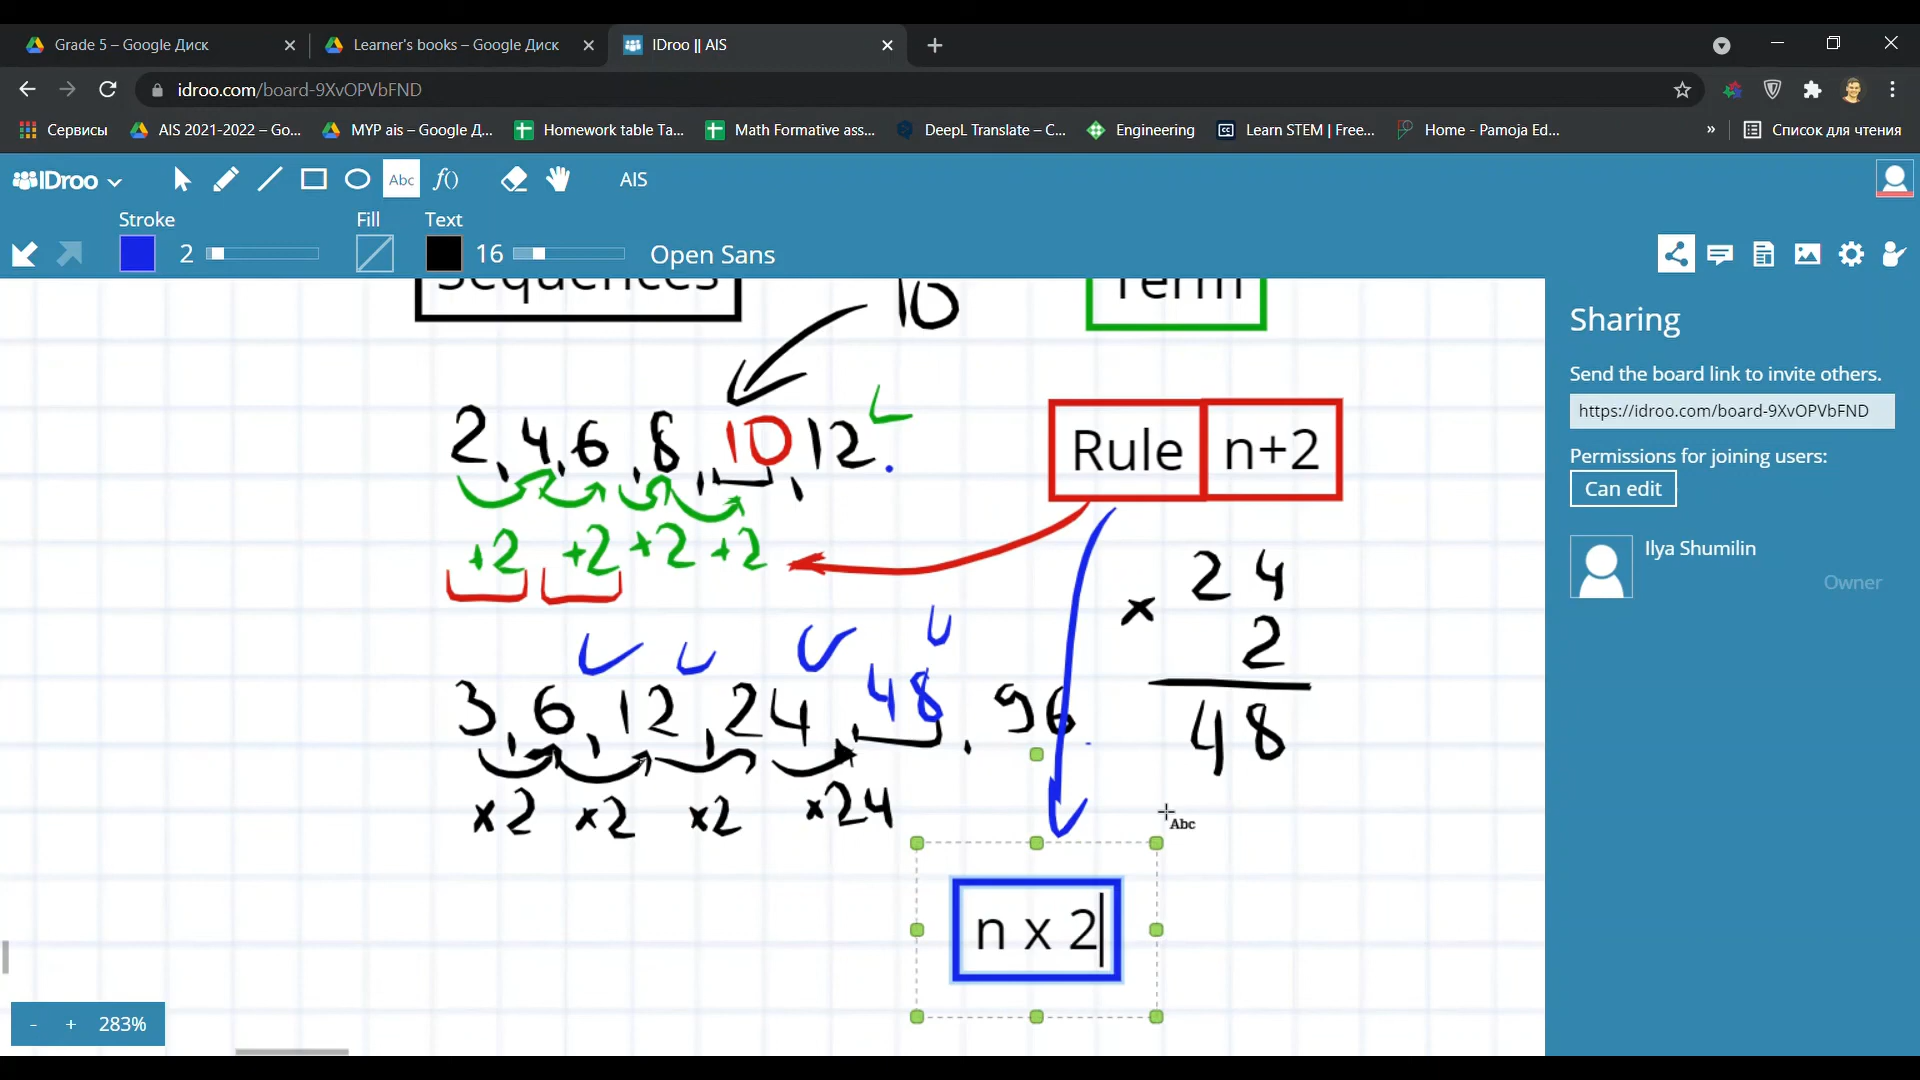 Grade 5 – Google Диск
Learner's books – Google Диск
IDroo || AIS
idroo.com/board-9XvOPVbFND
Сервисы
AIS 2021-2022 – Go...
MYP ais – Google Д...
Homework table Ta...
Math Formative ass...
DeepL Translate – C...
Engineering
Learn STEM | Free...
Home - Pamoja Ed...
»
Список для чтения
IDroo
Abc
f()
AIS
Stroke
Fill
Text
2
16
Open Sans
Sequences
10
Term
2, 4, 6, 8, 10, 12.
Rule
n+2
+2 +2 +2 +2
24
x 2
48
3, 6, 12, 24, 48, 96
x2 x2 x2 x24
Abc
n x 2
- + 283%
Sharing
Send the board link to invite others.
https://idroo.com/board-9XvOPVbFND
Permissions for joining users:
Can edit
Ilya Shumilin
Owner